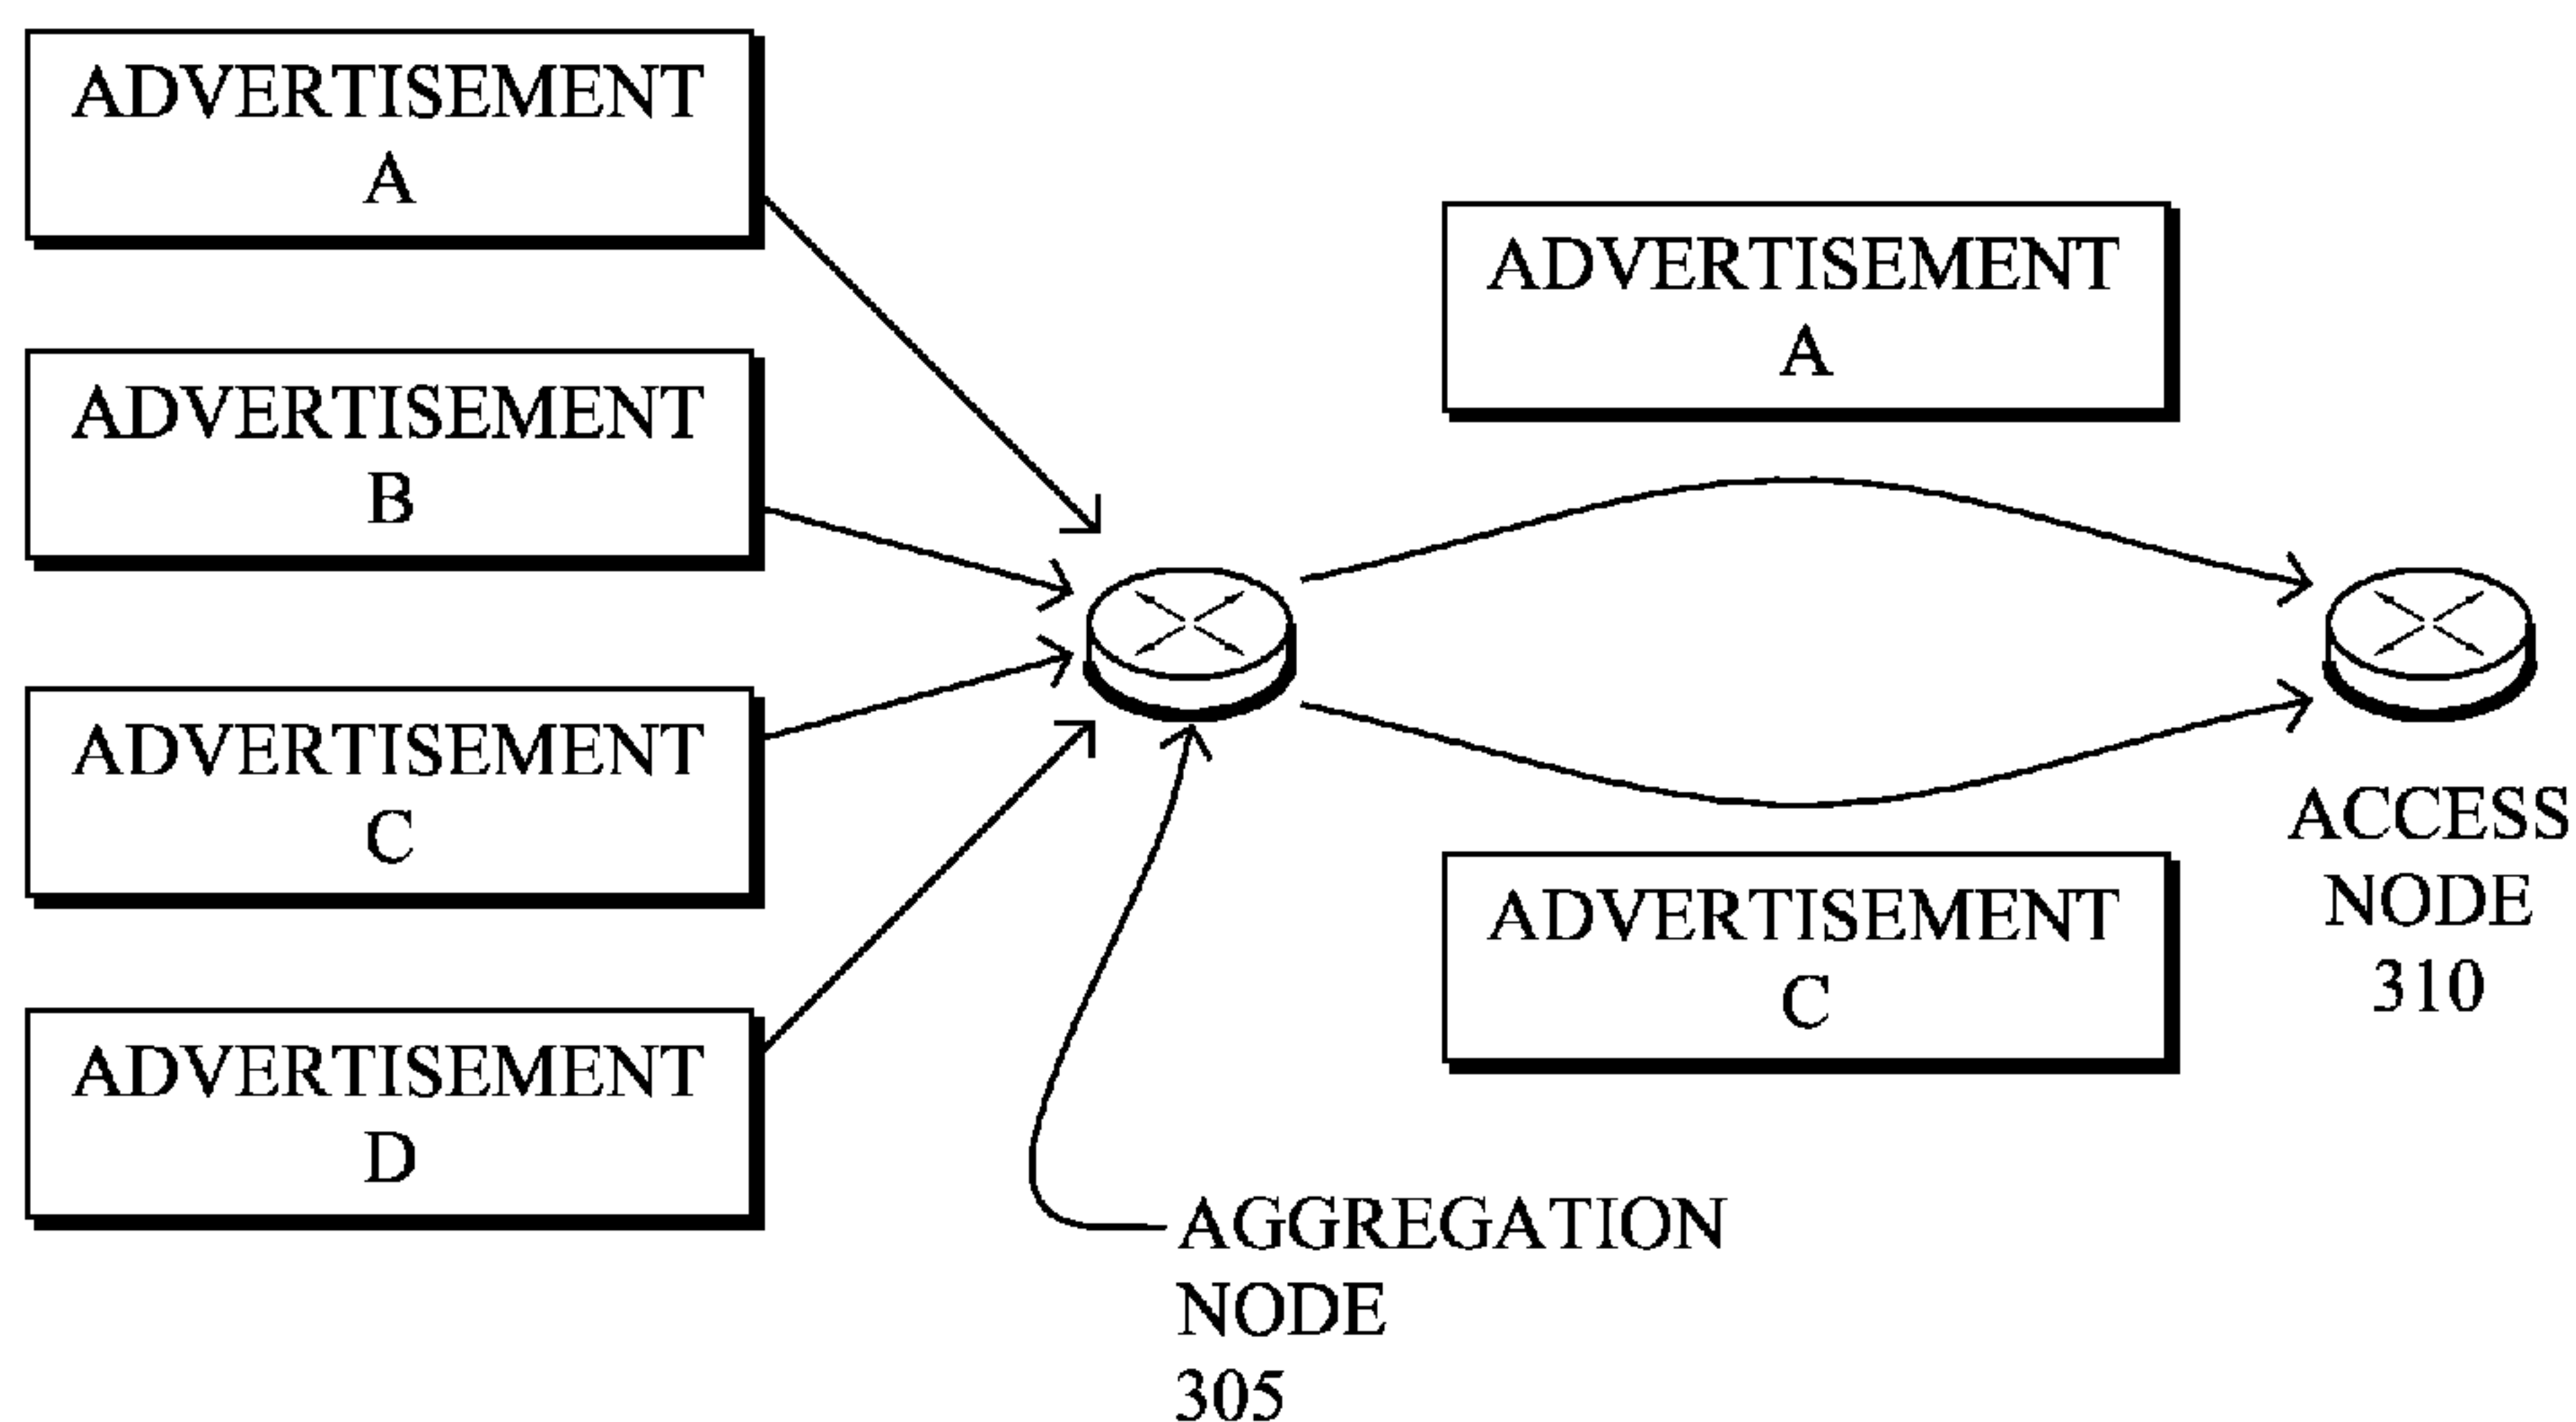 ADVERTISEMENT
A
ADVERTISEMENT
B
ADVERTISEMENT
C
ADVERTISEMENT
D
ADVERTISEMENT
A
ADVERTISEMENT
C
ACCESS
NODE
310
AGGREGATION
NODE
305